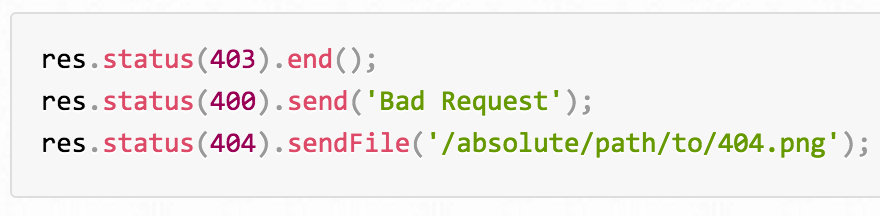 res.status(403).end();
res.status(400).send('Bad Request');
res.status(404).sendFile('/absolute/path/to/404.png');